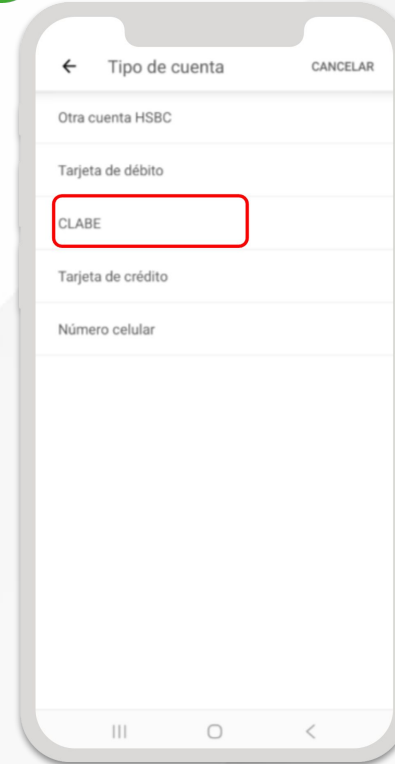 Tipo de cuenta CANCELAR
Otra cuenta HSBC
Tarjeta de débito
CLABE
Tarjeta de crédito
Número celular